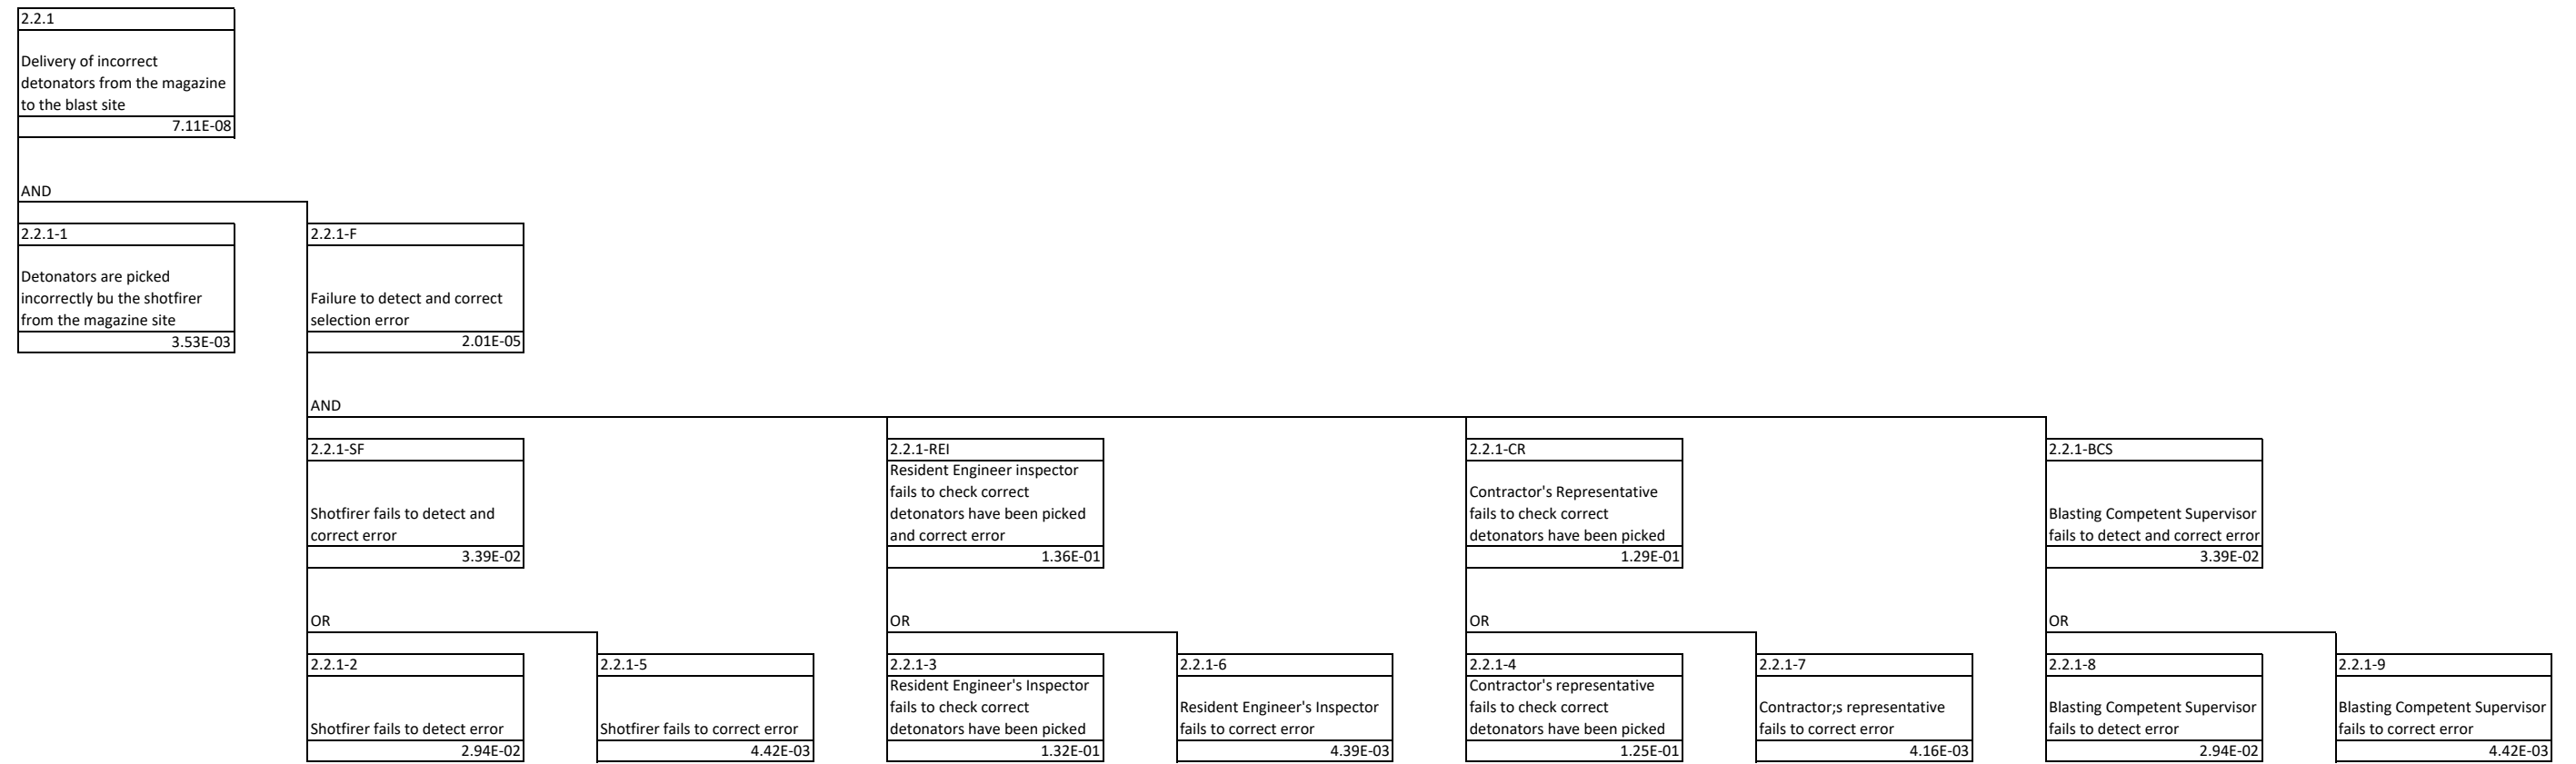 2.2.1
Delivery of incorrect
detonators from the magazine
to the blast site
7.11E-08
AND
2.2.1-1
Detonators are picked
incorrectly bu the shotfirer
from the magazine site
3.53E-03
2.2.1-F
Failure to detect and correct
selection error
2.01E-05
AND
2.2.1-SF
Shotfirer fails to detect and
correct error
3.39E-02
2.2.1-REI
Resident Engineer inspector
fails to check correct
detonators have been picked
and correct error
1.36E-01
2.2.1-CR
Contractor's Representative
fails to check correct
detonators have been picked
1.29E-01
2.2.1-BCS
Blasting Competent Supervisor
fails to detect and correct error
3.39E-02
OR
OR
OR
OR
2.2.1-2
Shotfirer fails to detect error
2.94E-02
2.2.1-5
Shotfirer fails to correct error
4.42E-03
2.2.1-3
Resident Engineer's Inspector
fails to check correct
detonators have been picked
1.32E-01
2.2.1-6
Resident Engineer's Inspector
fails to correct error
4.39E-03
2.2.1-4
Contractor's representative
fails to check correct
detonators have been picked
1.25E-01
2.2.1-7
Contractor;s representative
fails to correct error
4.16E-03
2.2.1-8
Blasting Competent Supervisor
fails to detect error
2.94E-02
2.2.1-9
Blasting Competent Supervisor
fails to correct error
4.42E-03